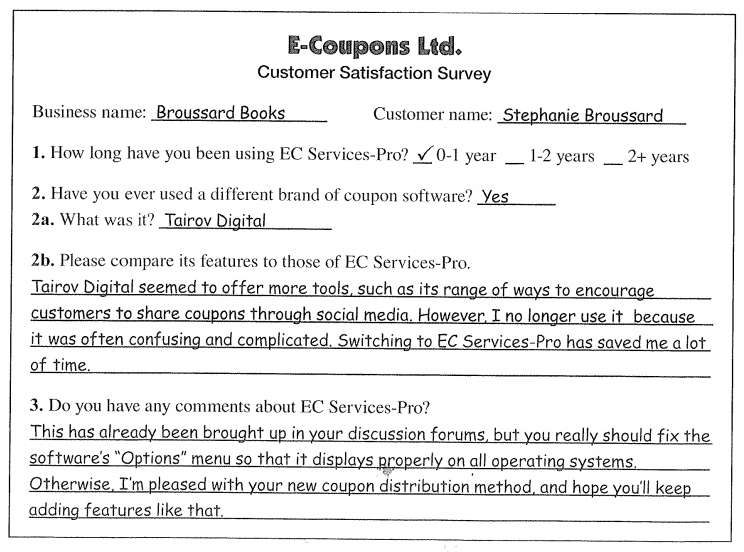 E-Coupons Ltd.
Customer Satisfaction Survey
Business name: Broussard Books Customer name: Stephanie Broussard
1. How long have you been using EC Services-Pro? ✓ 0-1 year __ 1-2 years __ 2+ years
2. Have you ever used a different brand of coupon software? Yes
2a. What was it? Tairov Digital
2b. Please compare its features to those of EC Services-Pro.
Tairov Digital seemed to offer more tools, such as its range of ways to encourage
customers to share coupons through social media. However, I no longer use it because
it was often confusing and complicated. Switching to EC Services-Pro has saved me a lot
of time.
3. Do you have any comments about EC Services-Pro?
This has already been brought up in your discussion forums, but you really should fix the
software's "Options" menu so that it displays properly on all operating systems.
Otherwise, I'm pleased with your new coupon distribution method, and hope you'll keep
adding features like that.